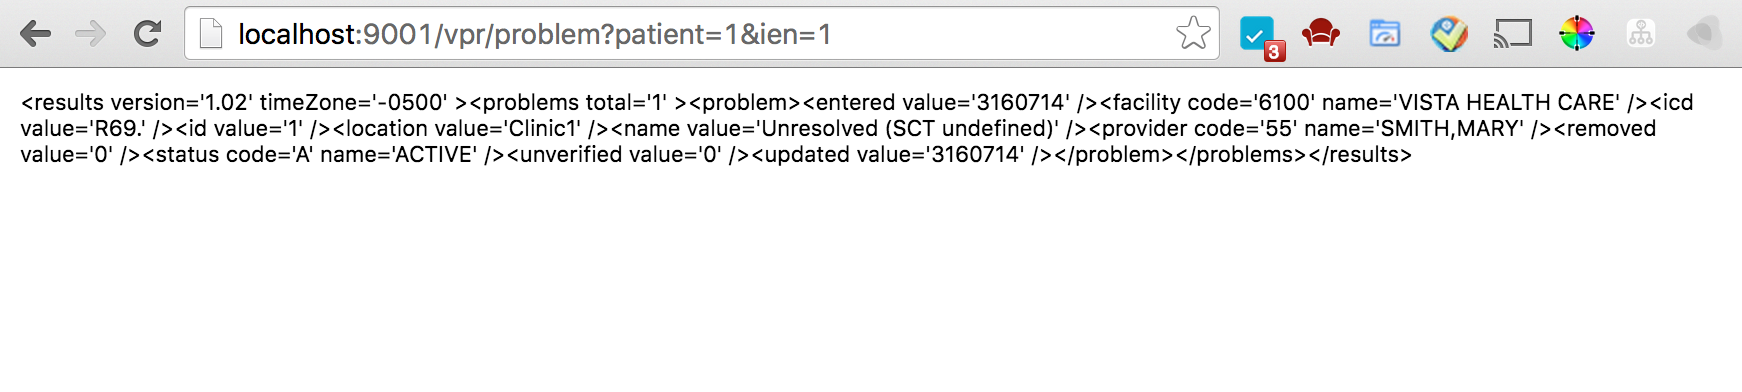 localhost:9001/vpr/problem?patient=1&ien=1
3
<results version='1.02' timeZone='-0500' ><problems total='1' ><problem><entered value='3160714' /><facility code='6100' name='VISTA HEALTH CARE' /><icd
value='R69.' /><id value='1' /><location value='Clinic1' /><name value='Unresolved (SCT undefined)' /><provider code='55' name='SMITH,MARY' /><removed
value='0' /><status code='A' name='ACTIVE' /><unverified value='0' /><updated value='3160714' /></problem></problems></results>